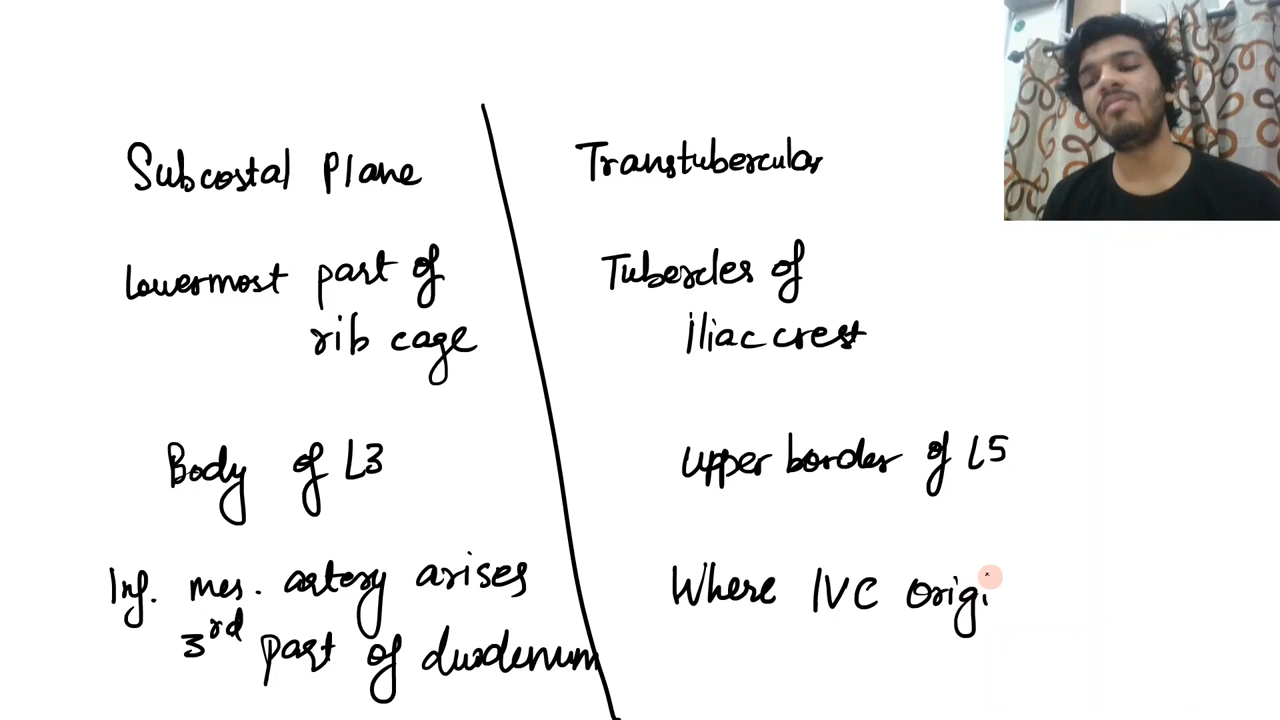 Subcostal Plane
Lowermost part of
rib cage
Body of L3
Inf. mes. artery arises
3rd part of duodenum
Transtubercular
Tubercles of
iliac crest
upper border of L5
Where IVC origi